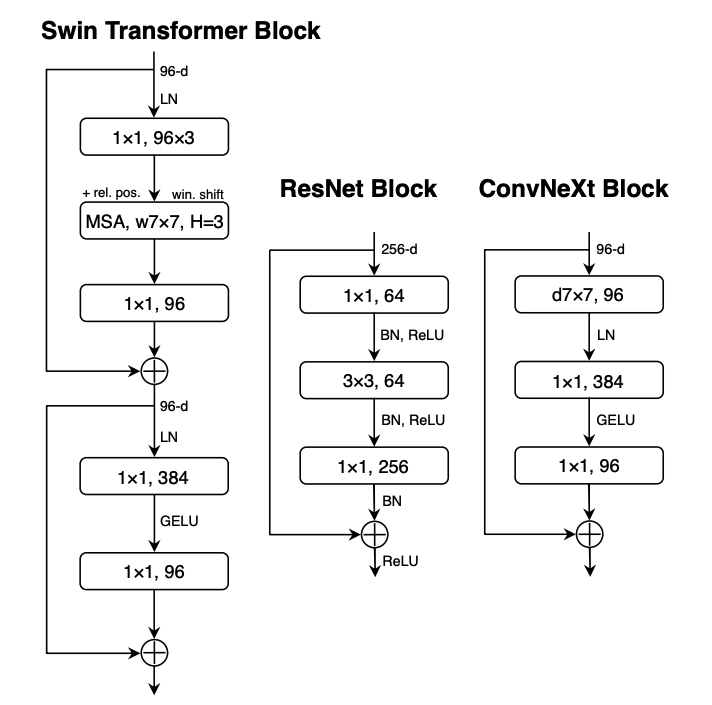 Swin Transformer Block
96-d
LN
1×1, 96×3
+ rel. pos. win. shift
MSA, w7×7, H=3
1×1, 96
96-d
LN
1×1, 384
GELU
1×1, 96
ResNet Block
256-d
1×1, 64
BN, ReLU
3×3, 64
BN, ReLU
1×1, 256
BN
ReLU
ConvNeXt Block
96-d
d7×7, 96
LN
1×1, 384
GELU
1×1, 96